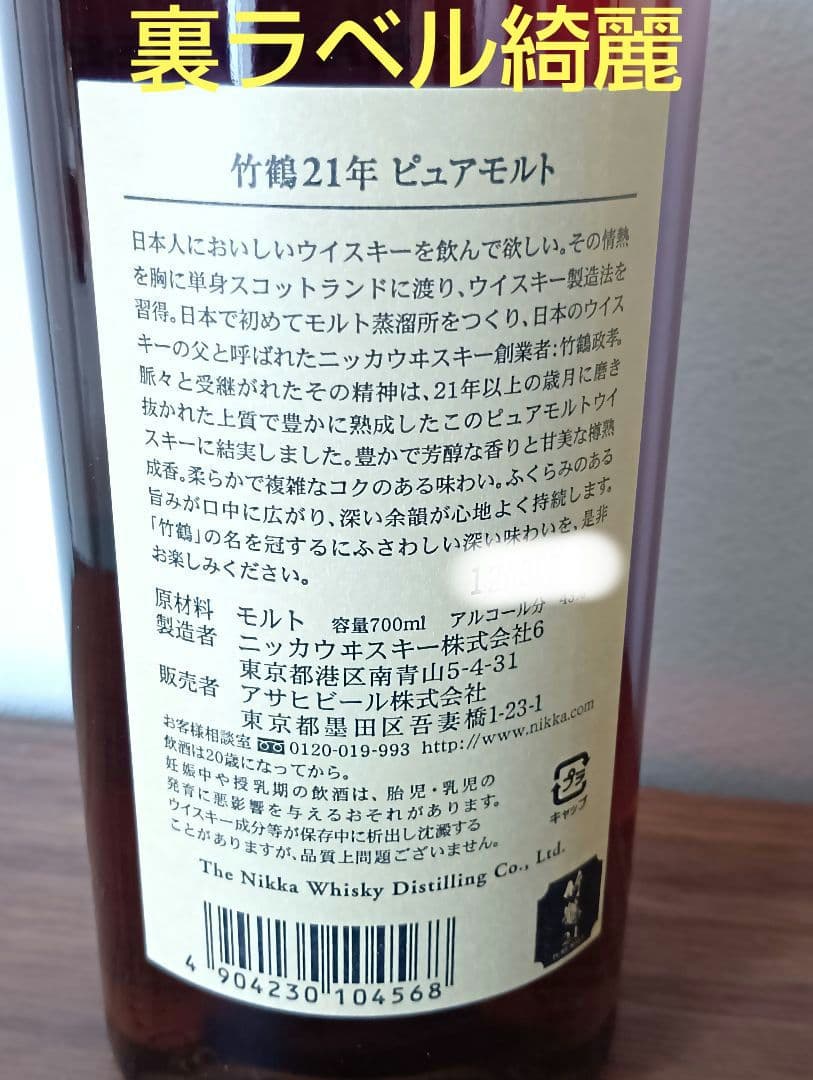 裏ラベル綺麗
竹鶴21年 ピュアモルト
日本人においしいウイスキーを飲んで欲しい。その情熱
を胸に単身スコットランドに渡り、ウイスキー製造法を
習得。日本で初めてモルト蒸溜所をつくり、日本のウイス
キーの父と呼ばれたニッカウヰスキー創業者:竹鶴政孝。
脈々と受継がれたその精神は、21年以上の歳月に磨き
抜かれた上質で豊かに熟成したこのピュアモルトウイ
スキーに結実しました。豊かで芳醇な香りと甘美な樽熟
成香。柔らかで複雑なコクのある味わい。ふくらみのある
旨みが口中に広がり、深い余韻が心地よく持続します。
「竹鶴」の名を冠するにふさわしい深い味わいを、是非
お楽しみください。
原材料 モルト 容量700ml アルコール分
製造者 ニッカウヰスキー株式会社6
東京都港区南青山5-4-31
販売者 アサヒビール株式会社
東京都墨田区吾妻橋1-23-1
お客様相談室 0120-019-993 http://www.nikka.com
飲酒は20歳になってから。
妊娠中や授乳期の飲酒は、胎児・乳児の
発育に悪影響を与えるおそれがあります。
ウイスキー成分等が保存中に析出し沈澱する
ことがありますが、品質上問題ございません。
プラ
キャップ
The Nikka Whisky Distilling Co., Ltd.
竹鶴
21
4 904230 104568